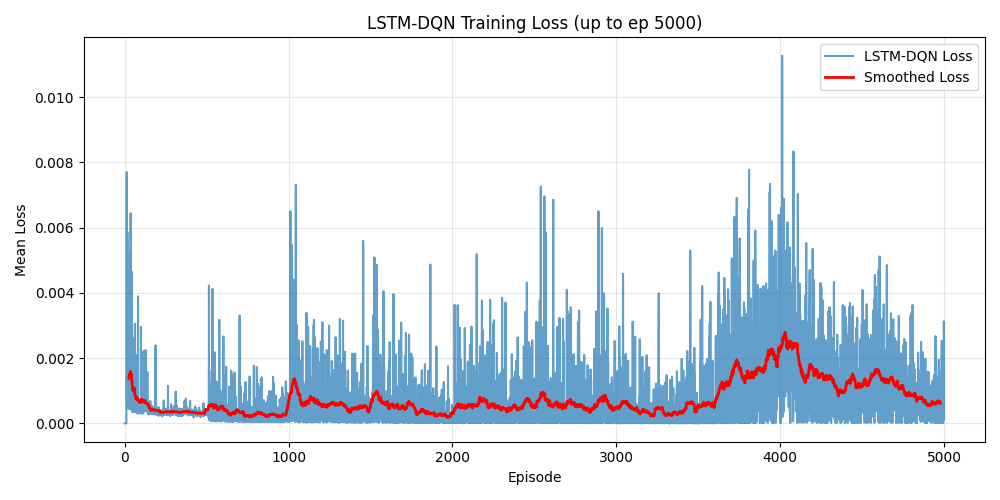 LSTM-DQN Training Loss (up to ep 5000)
LSTM-DQN Loss
Smoothed Loss
Mean Loss
0.010
0.008
0.006
0.004
0.002
0.000
0 1000 2000 3000 4000 5000
Episode